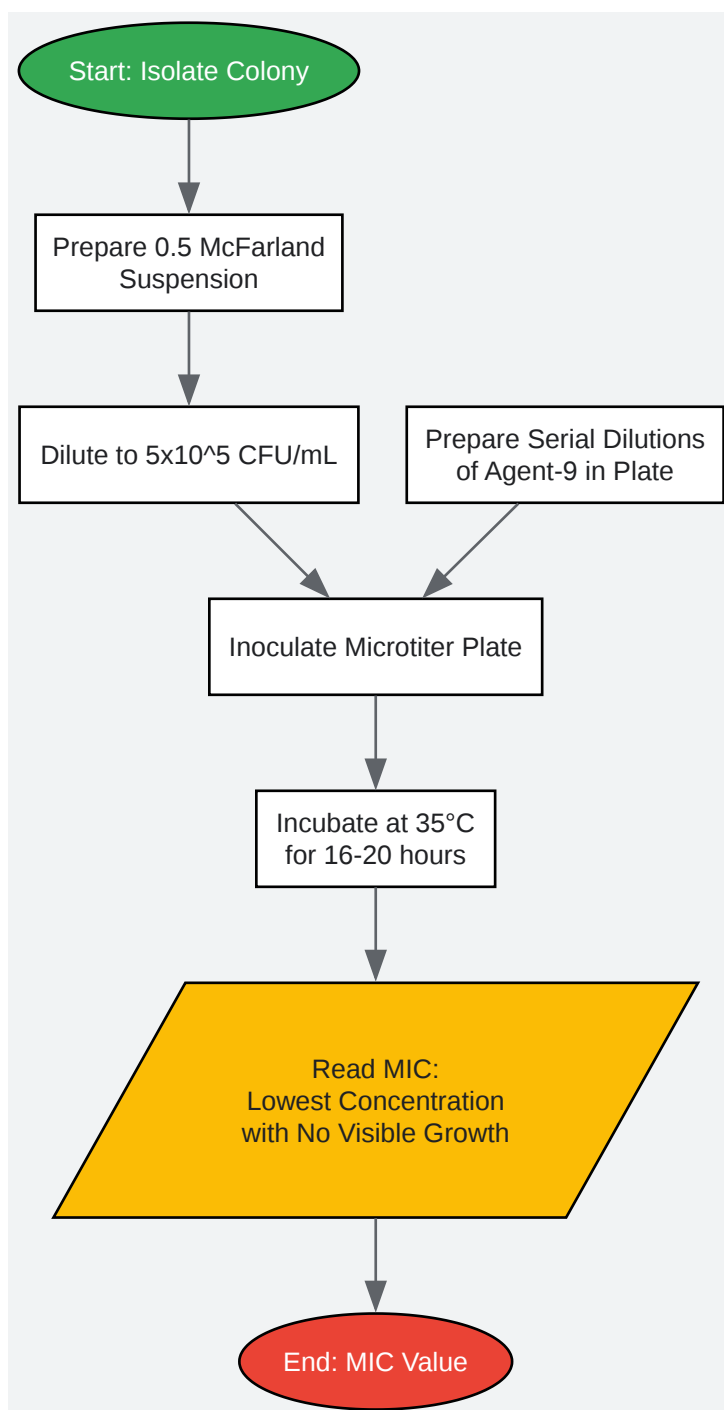 Start: Isolate Colony
Prepare 0.5 McFarland
Suspension
Dilute to 5x10^5 CFU/mL
Prepare Serial Dilutions
of Agent-9 in Plate
Inoculate Microtiter Plate
Incubate at 35°C
for 16-20 hours
Read MIC:
Lowest Concentration
with No Visible Growth
End: MIC Value